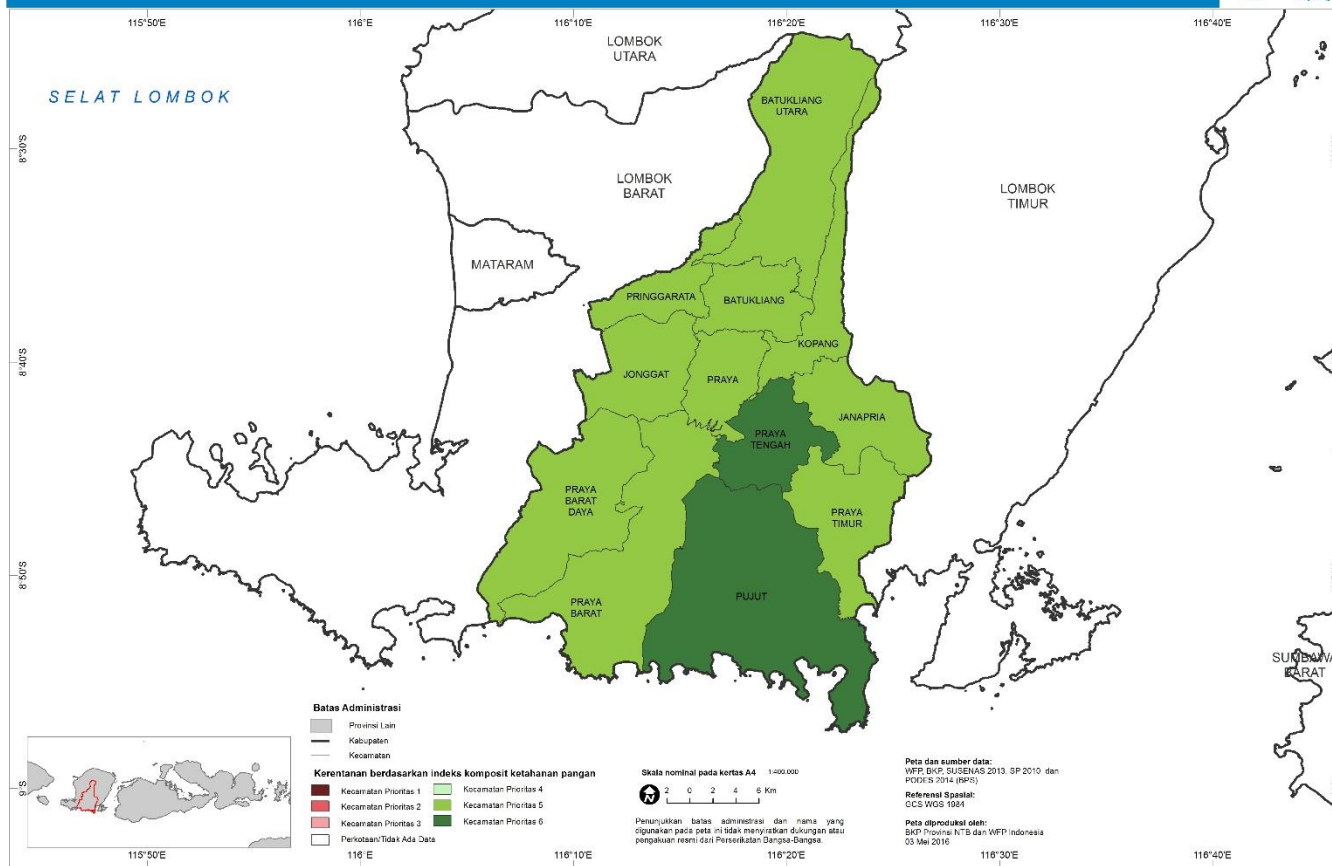 115°50'E
116°E
116°10'E
116°20'E
116°30'E
116°40'E
LOMBOK
UTARA
SELAT LOMBOK
BATUKLIANG
UTARA
8°30'S
LOMBOK
BARAT
LOMBOK
TIMUR
MATARAM
PRINGGARATA
BATUKLIANG
KOPANG
8°40'S
JONGGAT
PRAYA
JANAPRIA
PRAYA
TENGAH
PRAYA
BARAT
DAYA
PRAYA
TIMUR
8°50'S
PRAYA
BARAT
PUJUT
SUMBAWA
BARAT
9°S
Batas Administrasi
Provinsi Lain
Kabupaten
Kecamatan
Kerentanan berdasarkan indeks komposit ketahanan pangan
Kecamatan Prioritas 1
Kecamatan Prioritas 2
Kecamatan Prioritas 3
Perkotaan/Tidak Ada Data
Kecamatan Prioritas 4
Kecamatan Prioritas 5
Kecamatan Prioritas 6
Skala nominal pada kertas A4 1:400.000
2 0 2 4 6 Km
Penunjukkan batas administrasi dan nama yang
digunakan pada peta ini tidak menyiratkan dukungan atau
pengakuan resmi dari Perserikatan Bangsa-Bangsa.
Peta dan sumber data:
WFP, BKP, SUSENAS 2013, SP 2010 dan
PODES 2014 (BPS)
Referensi Spasial:
GCS WGS 1984
Peta diproduksi oleh:
BKP Provinsi NTB dan WFP Indonesia
03 Mei 2016
115°50'E
116°E
116°10'E
116°20'E
116°30'E
116°40'E